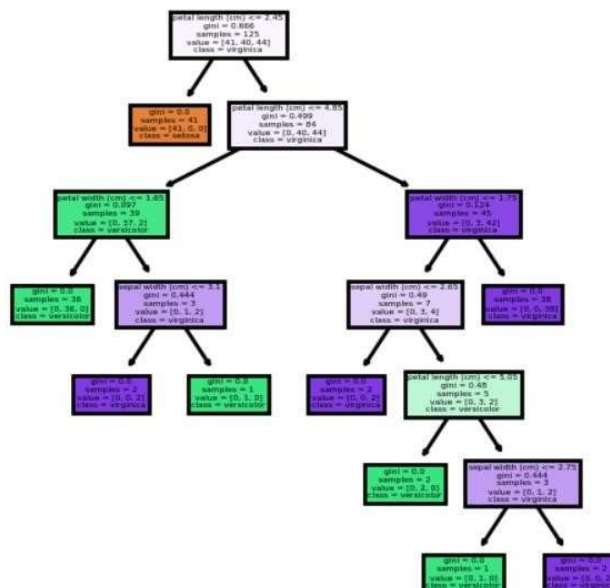 petal length (cm) <= 2.45
gini = 0.666
samples = 125
value = [41, 40, 44]
class = virginica
gini = 0.0
samples = 41
value = [41, 0, 0]
class = setosa
petal length (cm) <= 4.85
gini = 0.499
samples = 84
value = [0, 40, 44]
class = virginica
petal width (cm) <= 1.65
gini = 0.097
samples = 39
value = [0, 37, 2]
class = versicolor
petal width (cm) <= 1.75
gini = 0.124
samples = 45
value = [0, 3, 42]
class = virginica
gini = 0.0
samples = 36
value = [0, 36, 0]
class = versicolor
sepal width (cm) <= 3.1
gini = 0.444
samples = 3
value = [0, 1, 2]
class = virginica
sepal width (cm) <= 2.65
gini = 0.49
samples = 7
value = [0, 3, 4]
class = virginica
gini = 0.0
samples = 38
value = [0, 0, 38]
class = virginica
gini = 0.0
samples = 2
value = [0, 0, 2]
class = virginica
gini = 0.0
samples = 1
value = [0, 1, 0]
class = versicolor
gini = 0.0
samples = 2
value = [0, 0, 2]
class = virginica
petal length (cm) <= 5.05
gini = 0.48
samples = 5
value = [0, 3, 2]
class = versicolor
gini = 0.0
samples = 2
value = [0, 2, 0]
class = versicolor
sepal width (cm) <= 2.75
gini = 0.444
samples = 3
value = [0, 1, 2]
class = virginica
gini = 0.0
samples = 1
value = [0, 1, 0]
class = versicolor
gini = 0.0
samples = 2
value = [0, 0, 2]
class = virginica